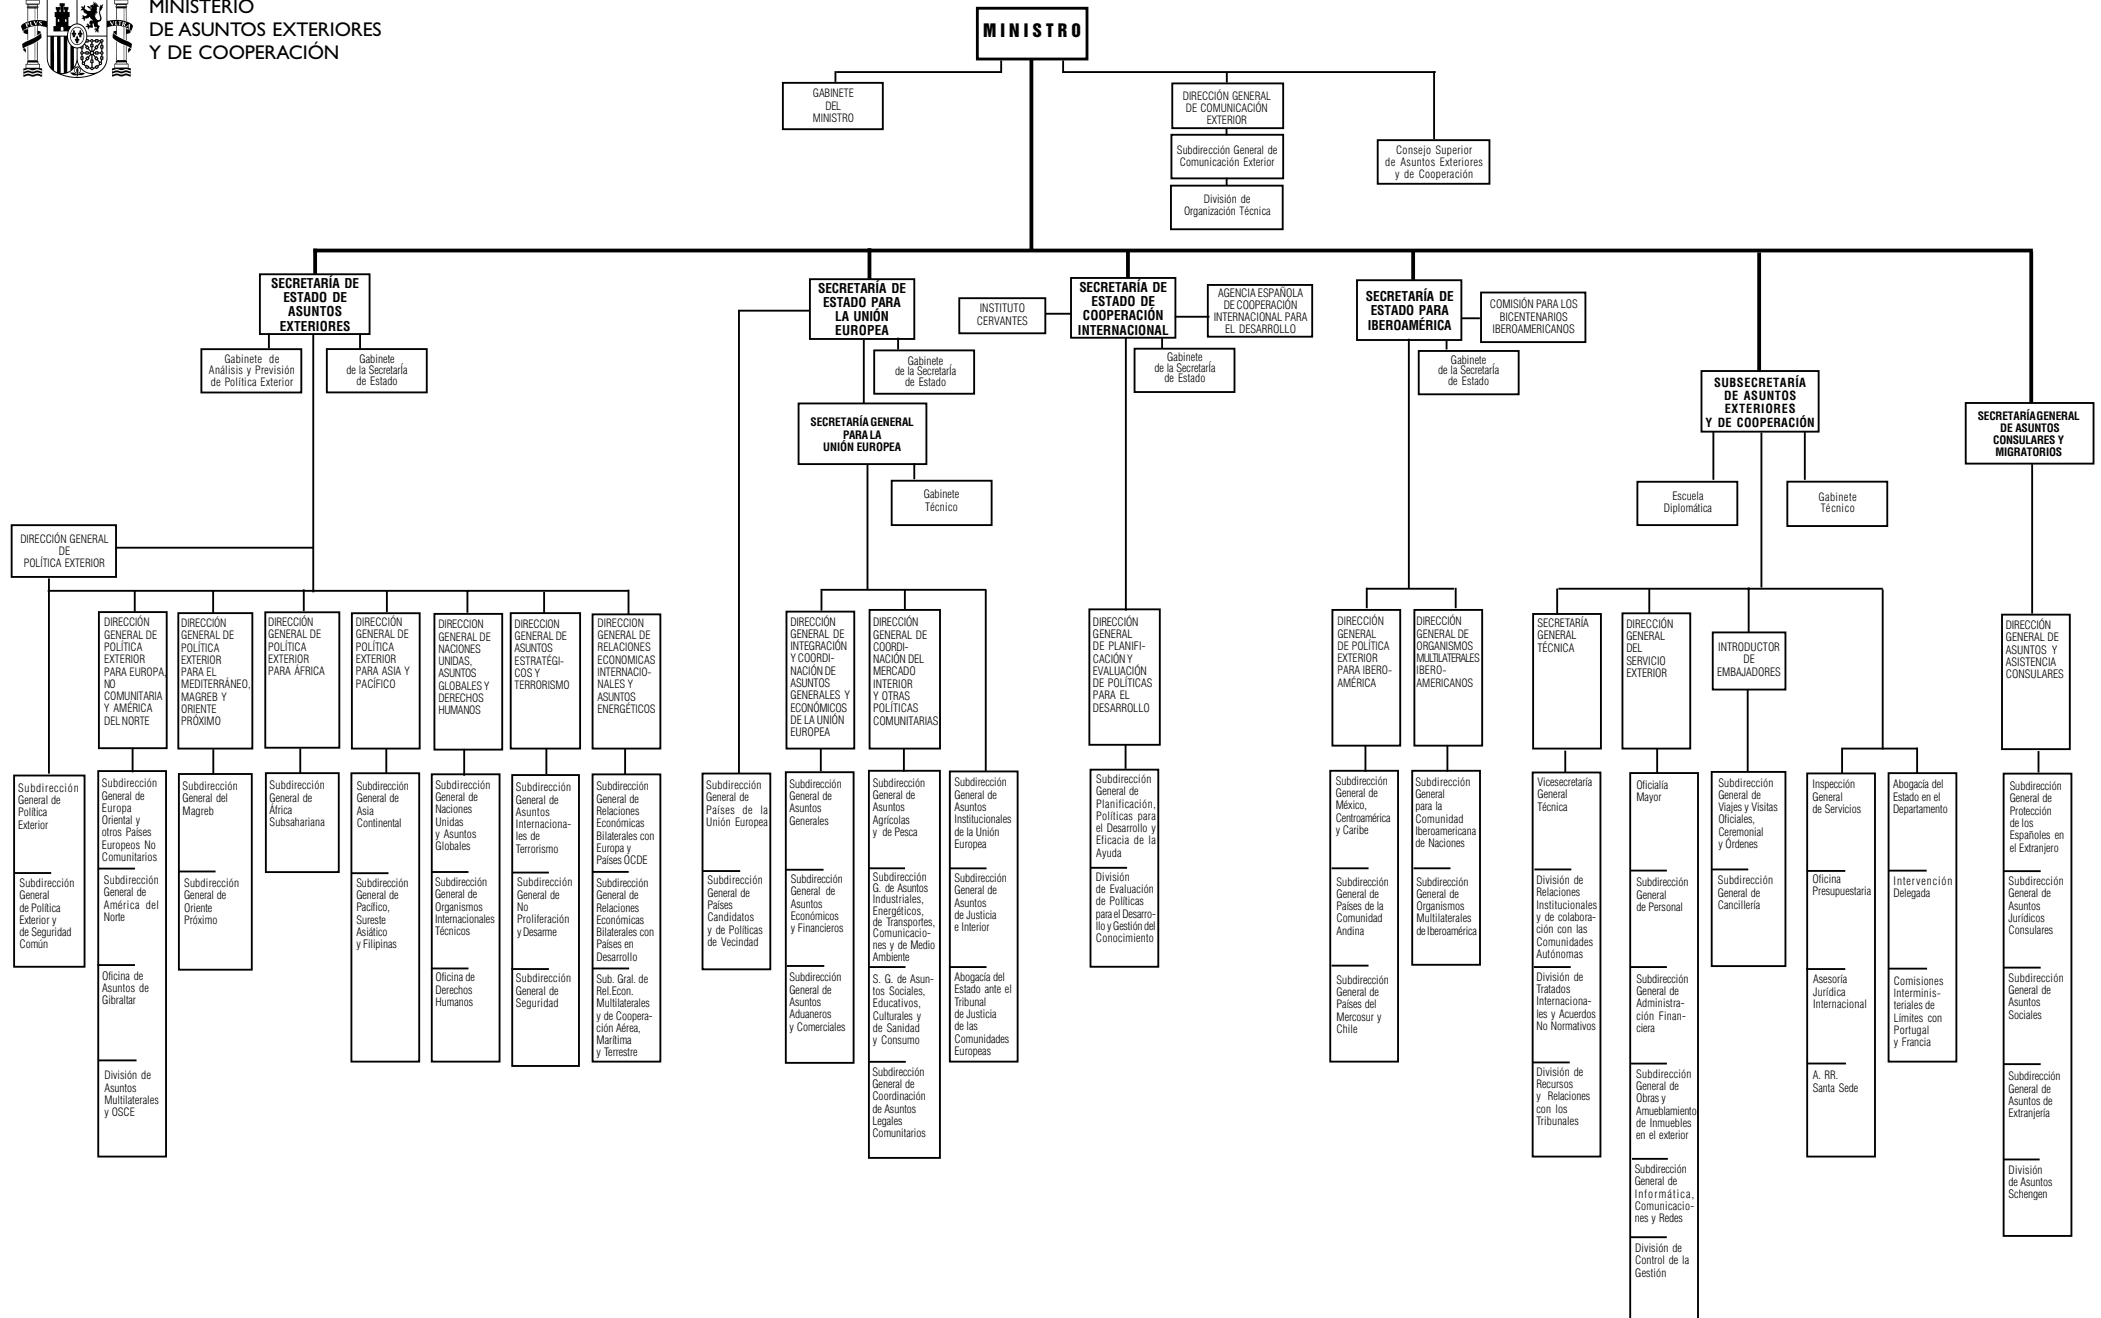 MINISTERIO
DE ASUNTOS EXTERIORES
Y DE COOPERACIÓN
PLVS
VLTRA
MINISTRO
GABINETE
DEL
MINISTRO
DIRECCIÓN GENERAL
DE COMUNICACIÓN
EXTERIOR
Subdirección General de
Comunicación Exterior
División de
Organización Técnica
Consejo Superior
de Asuntos Exteriores
y de Cooperación
SECRETARÍA DE
ESTADO DE
ASUNTOS
EXTERIORES
Gabinete de
Análisis y Previsión
de Política Exterior
Gabinete
de la Secretaría
de Estado
SECRETARÍA DE
ESTADO PARA
LA UNIÓN
EUROPEA
Gabinete
de la Secretaría
de Estado
SECRETARÍA GENERAL
PARA LA
UNIÓN EUROPEA
Gabinete
Técnico
INSTITUTO
CERVANTES
SECRETARÍA DE
ESTADO DE
COOPERACIÓN
INTERNACIONAL
AGENCIA ESPAÑOLA
DE COOPERACIÓN
INTERNACIONAL PARA
EL DESARROLLO
Gabinete
de la Secretaría
de Estado
SECRETARÍA DE
ESTADO PARA
IBEROAMÉRICA
COMISIÓN PARA LOS
BICENTENARIOS
IBEROAMERICANOS
Gabinete
de la Secretaría
de Estado
SUBSECRETARÍA
DE ASUNTOS
EXTERIORES
Y DE COOPERACIÓN
Escuela
Diplomática
Gabinete
Técnico
SECRETARÍA GENERAL
DE ASUNTOS
CONSULARES Y
MIGRATORIOS
DIRECCIÓN GENERAL
DE
POLÍTICA EXTERIOR
DIRECCIÓN
GENERAL DE
POLÍTICA
EXTERIOR
PARA EUROPA,
NO
COMUNITARIA
Y AMÉRICA
DEL NORTE
DIRECCIÓN
GENERAL DE
POLÍTICA
EXTERIOR
PARA EL
MEDITERRÁNEO,
MAGREB Y
ORIENTE
PRÓXIMO
DIRECCIÓN
GENERAL DE
POLÍTICA
EXTERIOR
PARA ÁFRICA
DIRECCIÓN
GENERAL DE
POLÍTICA
EXTERIOR
PARA ASIA Y
PACÍFICO
DIRECCION
GENERAL DE
NACIONES
UNIDAS,
ASUNTOS
GLOBALES Y
DERECHOS
HUMANOS
DIRECCION
GENERAL DE
ASUNTOS
ESTRATÉGI-
COS Y
TERRORISMO
DIRECCION
GENERAL DE
RELACIONES
ECONOMICAS
INTERNACIO-
NALES Y
ASUNTOS
ENERGÉTICOS
DIRECCIÓN
GENERAL DE
INTEGRACIÓN
Y COORDI-
NACIÓN DE
ASUNTOS
GENERALES Y
ECONÓMICOS
DE LA UNIÓN
EUROPEA
DIRECCIÓN
GENERAL DE
COORDI-
NACIÓN DEL
MERCADO
INTERIOR
Y OTRAS
POLÍTICAS
COMUNITARIAS
DIRECCIÓN
GENERAL
DE PLANIFI-
CACIÓN Y
EVALUACIÓN
DE POLÍTICAS
PARA EL
DESARROLLO
DIRECCIÓN
GENERAL
DE POLÍTICA
EXTERIOR
PARA IBERO-
AMÉRICA
DIRECCIÓN
GENERAL DE
ORGANISMOS
MULTILATERALES
IBERO-
AMERICANOS
SECRETARÍA
GENERAL
TÉCNICA
DIRECCIÓN
GENERAL
DEL
SERVICIO
EXTERIOR
INTRODUCTOR
DE
EMBAJADORES
DIRECCIÓN
GENERAL DE
ASUNTOS Y
ASISTENCIA
CONSULARES
Subdirección
General de
Política
Exterior
Subdirección
General
de Política
Exterior y
de Seguridad
Común
Subdirección
General de
Europa
Oriental y
otros Países
Europeos No
Comunitarios
Subdirección
General de
América del
Norte
Oficina de
Asuntos de
Gibraltar
División de
Asuntos
Multilaterales
y OSCE
Subdirección
General del
Magreb
Subdirección
General de
Oriente
Próximo
Subdirección
General de
África
Subsahariana
Subdirección
General de
Asia
Continental
Subdirección
General de
Pacífico,
Sureste
Asiático
y Filipinas
Subdirección
General de
Naciones
Unidas
y Asuntos
Globales
Subdirección
General de
Organismos
Internacionales
Técnicos
Oficina de
Derechos
Humanos
Subdirección
General de
Asuntos
Internaciona-
les de
Terrorismo
Subdirección
General de
No
Proliferación
y Desarme
Subdirección
General de
Seguridad
Subdirección
General de
Relaciones
Económicas
Bilaterales con
Europa y
Países OCDE
Subdirección
General de
Relaciones
Económicas
Bilaterales con
Países en
Desarrollo
Sub. Gral. de
Rel.Econ.
Multilaterales
y de Coopera-
ción Aérea,
Marítima
y Terrestre
Subdirección
General de
Países de la
Unión Europea
Subdirección
General de
Países
Candidatos
y de Políticas
de Vecindad
Subdirección
General de
Asuntos
Generales
Subdirección
General de
Asuntos
Económicos
y Financieros
Subdirección
General de
Asuntos
Aduaneros
y Comerciales
Subdirección
General de
Asuntos
Agrícolas
y de Pesca
Subdirección
G. de Asuntos
Industriales,
Energéticos,
de Transportes,
Comunicacio-
nes y de Medio
Ambiente
S. G. de Asun-
tos Sociales,
Educativos,
Culturales y
de Sanidad
y Consumo
Subdirección
General de
Coordinación
de Asuntos
Legales
Comunitarios
Subdirección
General de
Asuntos
Institucionales
de la Unión
Europea
Subdirección
General de
Asuntos
de Justicia
e Interior
Abogacía del
Estado ante el
Tribunal
de Justicia
de las
Comunidades
Europeas
Subdirección
General de
Planificación,
Políticas para
el Desarrollo y
Eficacia de la
Ayuda
División
de Evaluación
de Políticas
para el Desarro-
llo y Gestión del
Conocimiento
Subdirección
General de
México,
Centroamérica
y Caribe
Subdirección
General de
Países de la
Comunidad
Andina
Subdirección
General de
Países del
Mercosur y
Chile
Subdirección
General
para la
Comunidad
Iberoamericana
de Naciones
Subdirección
General de
Organismos
Multilaterales
de Iberoamérica
Vicesecretaría
General
Técnica
División de
Relaciones
Institucionales
y de colabora-
ción con las
Comunidades
Autónomas
División de
Tratados
Internaciona-
les y Acuerdos
No Normativos
División de
Recursos
y Relaciones
con los
Tribunales
Oficialía
Mayor
Subdirección
General
de Personal
Subdirección
General de
Administra-
ción Finan-
ciera
Subdirección
General de
Obras y
Amueblamiento
de Inmuebles
en el exterior
Subdirección
General de
Informática,
Comunicacio-
nes y Redes
División de
Control de la
Gestión
Subdirección
General de
Viajes y Visitas
Oficiales,
Ceremonial
y Órdenes
Subdirección
General de
Cancillería
Inspección
General
de Servicios
Oficina
Presupuestaria
Asesoría
Jurídica
Internacional
A. RR.
Santa Sede
Abogacía del
Estado en el
Departamento
Intervención
Delegada
Comisiones
Interminis-
teriales de
Límites con
Portugal
y Francia
Subdirección
General de
Protección
de los
Españoles en
el Extranjero
Subdirección
General de
Asuntos
Jurídicos
Consulares
Subdirección
General de
Asuntos
Sociales
Subdirección
General de
Asuntos de
Extranjería
División
de Asuntos
Schengen